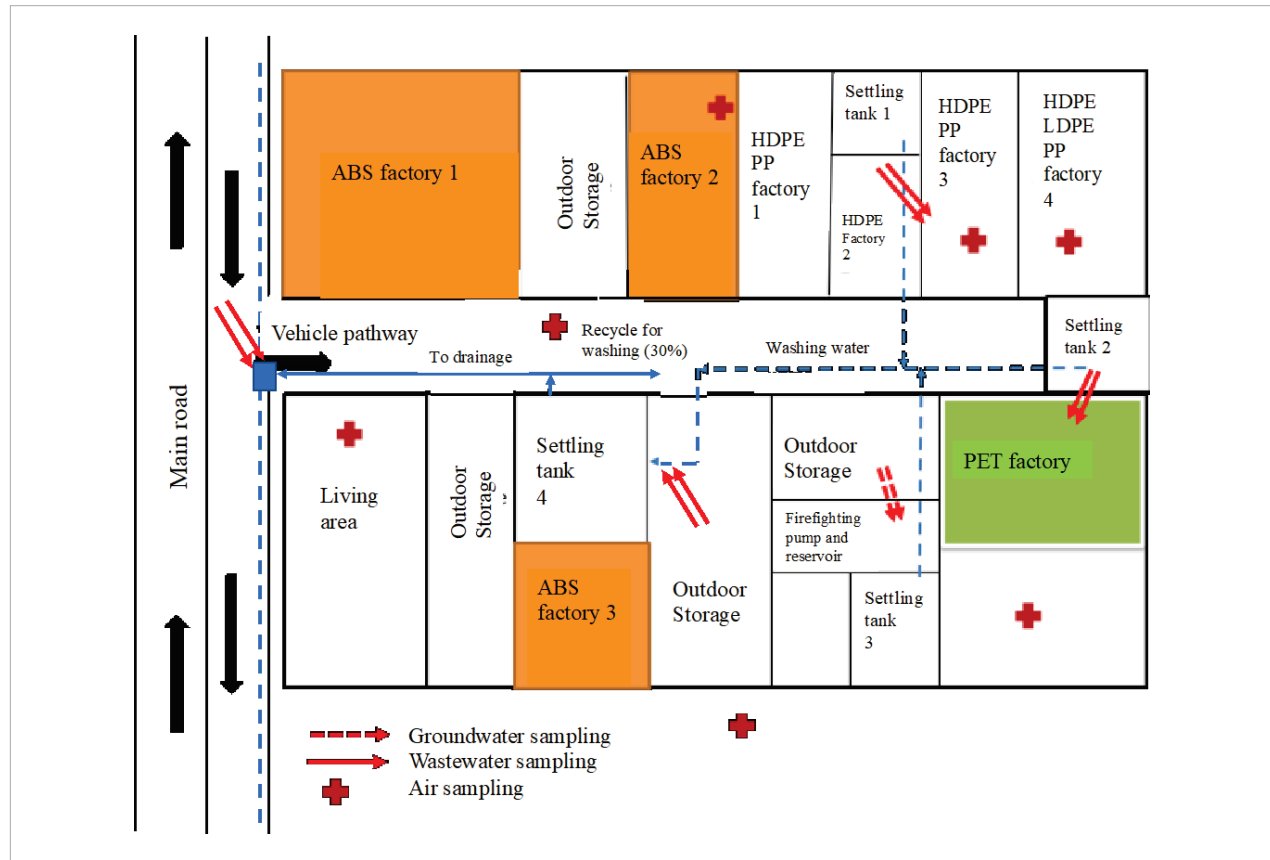 Main road
ABS factory 1
Outdoor
Storage
ABS
factory 2
HDPE
PP
factory
1
Settling
tank 1
HDPE
Factory
2
HDPE
PP
factory
3
HDPE
LDPE
PP
factory
4
Vehicle pathway
To drainage
Recycle for
washing (30%)
Washing water
Settling
tank 2
Living
area
Outdoor
Storage
Settling
tank
4
ABS
factory 3
Outdoor
Storage
Outdoor
Storage
Firefighting
pump and
reservoir
Settling
tank
3
PET factory
Groundwater sampling
Wastewater sampling
Air sampling